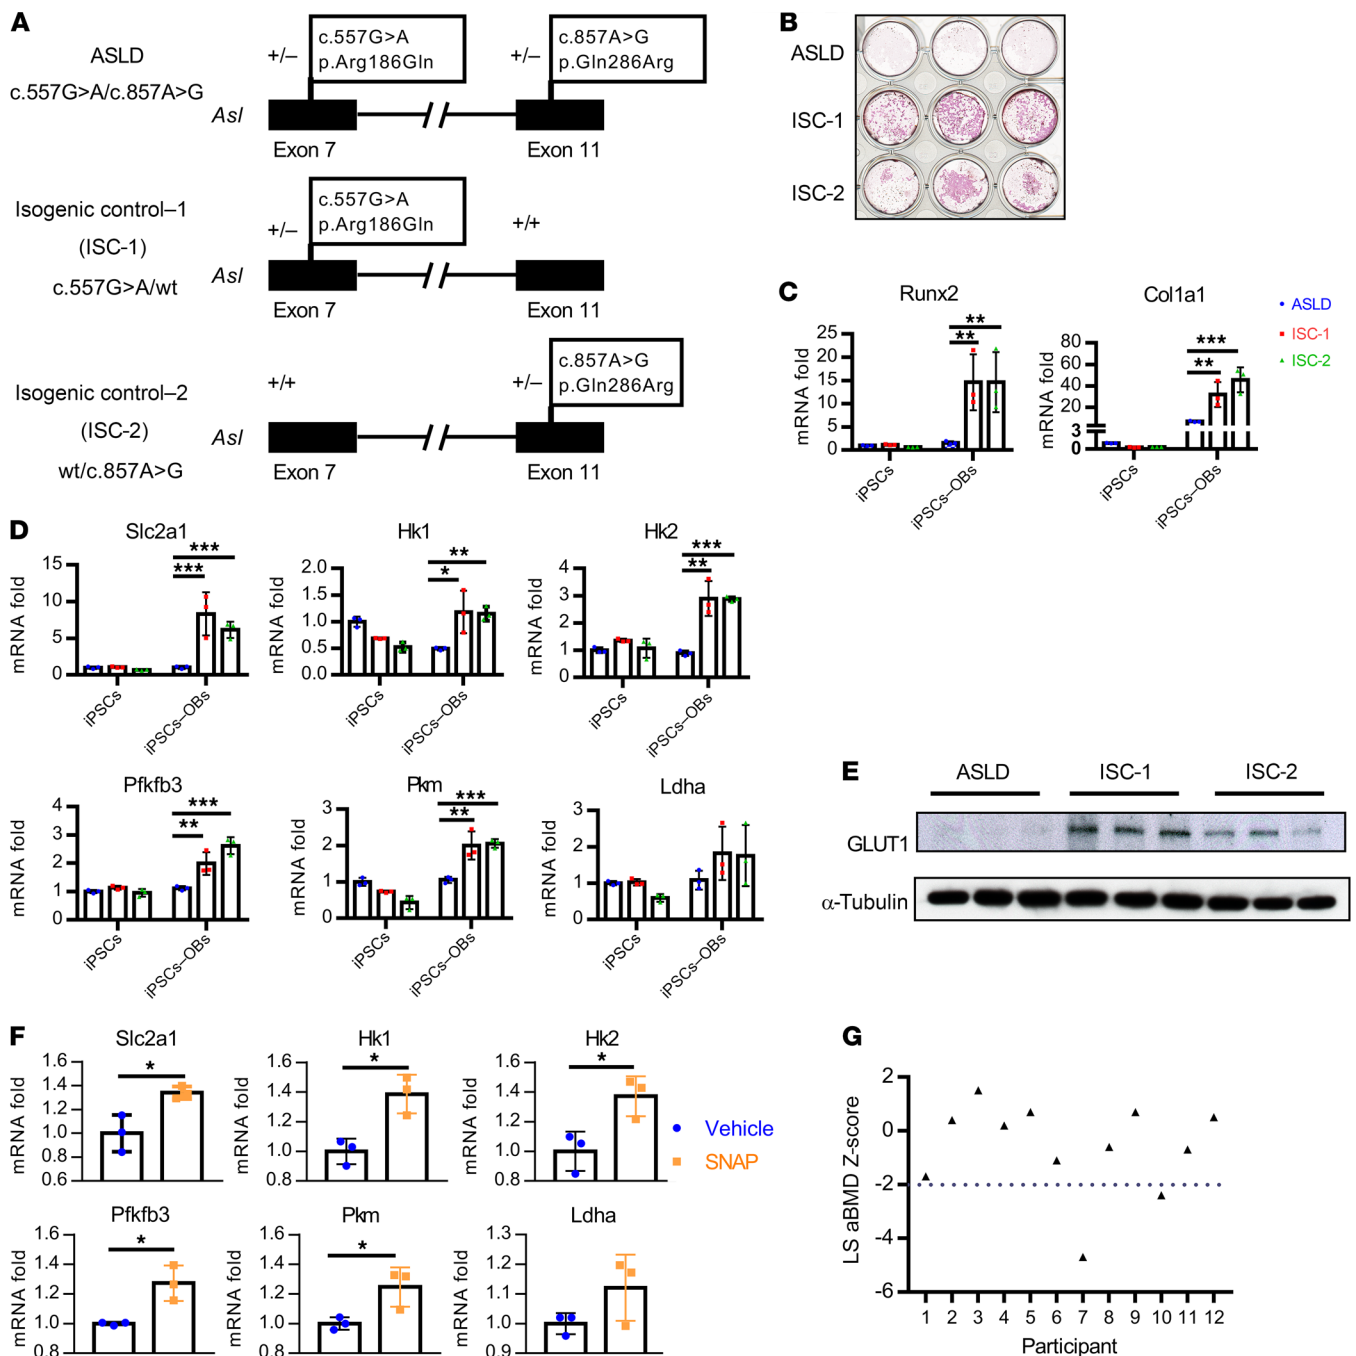 A
ASLD
c.557G>A/c.857A>G
+/–
c.557G>A
p.Arg186Gln
+/–
c.857A>G
p.Gln286Arg
Asl
Exon 7
Exon 11
Isogenic control–1
(ISC-1)
c.557G>A/wt
+/–
c.557G>A
p.Arg186Gln
+/+
Asl
Exon 7
Exon 11
Isogenic control–2
(ISC-2)
wt/c.857A>G
+/+
+/–
c.857A>G
p.Gln286Arg
Asl
Exon 7
Exon 11
B
ASLD
ISC-1
ISC-2
C
Runx2
mRNA fold
25
20
15
10
5
0
**
**
iPSCs
iPSCs–OBs
Col1a1
mRNA fold
80
60
40
20
3
0
***
**
iPSCs
iPSCs–OBs
ASLD
ISC-1
ISC-2
D
Slc2a1
mRNA fold
15
10
5
0
***
***
iPSCs
iPSCs–OBs
Hk1
mRNA fold
2.0
1.5
1.0
0.5
0.0
**
*
iPSCs
iPSCs–OBs
Hk2
mRNA fold
4
3
2
1
0
***
**
iPSCs
iPSCs–OBs
Pfkfb3
mRNA fold
4
3
2
1
0
***
**
iPSCs
iPSCs–OBs
Pkm
mRNA fold
3
2
1
0
***
**
iPSCs
iPSCs–OBs
Ldha
mRNA fold
3
2
1
0
iPSCs
iPSCs–OBs
E
ASLD
ISC-1
ISC-2
GLUT1
α-Tubulin
F
Slc2a1
mRNA fold
1.6
1.4
1.2
1.0
0.8
0.6
*
Hk1
mRNA fold
1.6
1.4
1.2
1.0
0.8
*
Hk2
mRNA fold
1.6
1.4
1.2
1.0
0.8
*
Vehicle
SNAP
Pfkfb3
mRNA fold
1.6
1.4
1.2
1.0
0.8
*
Pkm
mRNA fold
1.6
1.4
1.2
1.0
0.8
*
Ldha
mRNA fold
1.3
1.2
1.1
1.0
0.9
G
LS aBMD Z-score
2
0
-2
-4
-6
1 2 3 4 5 6 7 8 9 10 11 12
Participant